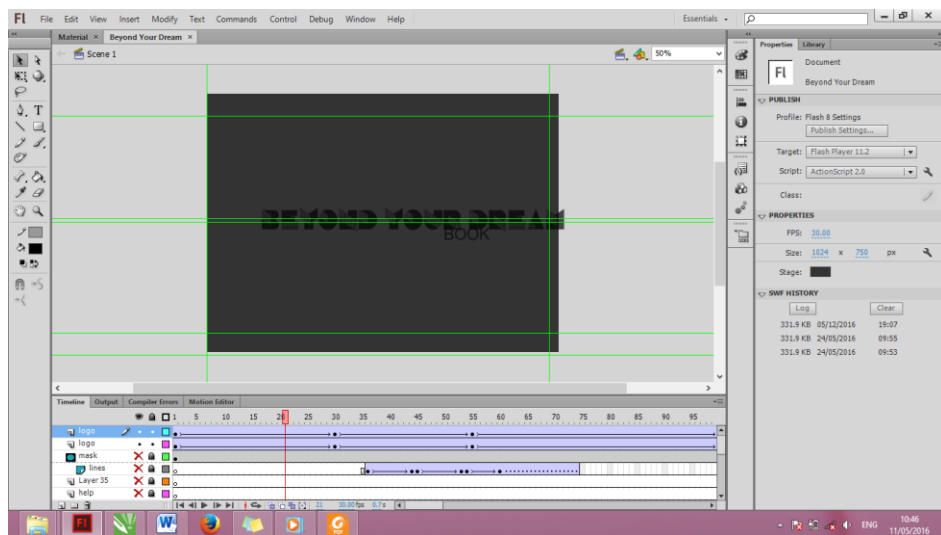 Fl File Edit View Insert Modify Text Commands Control Debug Window Help Essentials
Material × Beyond Your Dream ×
Scene 1 50%
BEYOND YOUR DREAM
BOOK
Properties Library
Fl Document
Beyond Your Dream
PUBLISH
Profile: Flash 8 Settings
Publish Settings...
Target: Flash Player 11.2
Script: ActionScript 2.0
Class:
PROPERTIES
FPS: 30.00
Size: 1024 x 750 px
Stage:
SWF HISTORY
Log Clear
331.9 KB 05/12/2016 19:07
331.9 KB 24/05/2016 09:55
331.9 KB 24/05/2016 09:53
Timeline Output Compiler Errors Motion Editor
1 5 10 15 20 25 30 35 40 45 50 55 60 65 70 75 80 85 90 95
logo
logo
mask
lines
Layer 35
help
21 30.00 fps 0.7 s
Fl W G ENG 10:46
11/05/2016